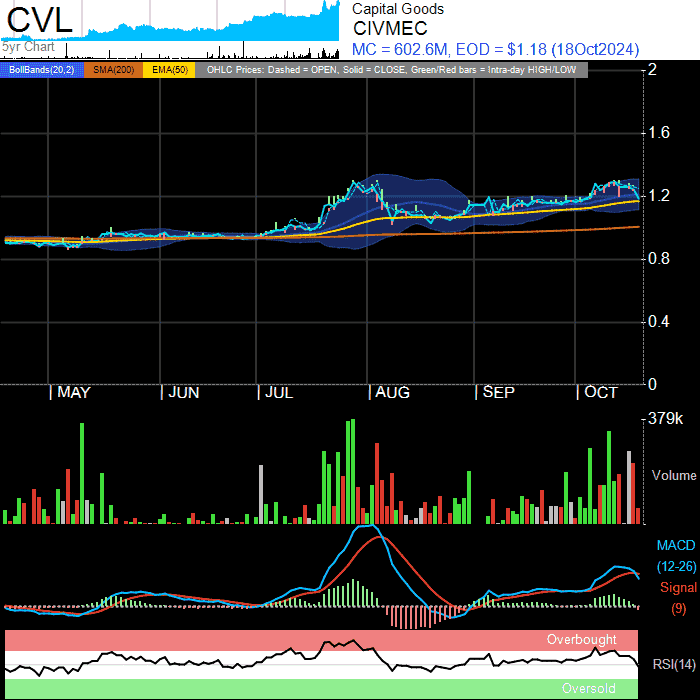 CVL
Capital Goods
CIVMEC
5yr Chart
MC = 602.6M, EOD = $1.18 (18Oct2024)
BollBands(20,2) SMA(200) EMA(50) OHLC Prices: Dashed = OPEN, Solid = CLOSE, Green/Red bars = Intra-day HIGH/LOW
2
1.6
1.2
0.8
0.4
0
| MAY | JUN | JUL | AUG | SEP | OCT
379k
Volume
MACD
(12-26)
Signal
(9)
Overbought
RSI(14)
Oversold